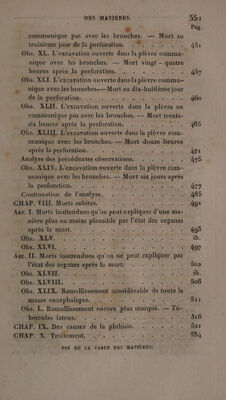 DES MATIERES. 551
Pag.
communique pas avec les bronches. — Mort au
troisième jour de la perforation. . . . . . 451
Obs. XL. L'excavation ouverte dans la plèvre commu-
nique avec les bronches. — Mort vingt-quatre
heures après la perforation. . . . . . . 457
Obs. XLI. L'excavation ouverte dans la plèvre commu-
nique avec les bronches.—Mort au dix-huitième jour
de la perforation. . . . . . . . . 460
Obs. XLII. L'excavation ouverte dans la plèvre ne
communique pas avec les bronches. — Mort trente-
six heures après la perforation. . . . . . 465
Obs. XLIII. L'excavation ouverte dans la plèvre com-
munique avec les bronches. — Mort douze heures
après la perforation. . . . . . . . 471
Analyse des précédentes observations. . . . . 475
Obs. XLIV. L'excavation ouverte dans la plèvre com-
munique avec les bronches. — Mort six jours après
la perforation. . . . . . . . . 477
Continuation de l'analyse. . . . . . . 485
CHAP. VIII. Morts subites. . . . . . . 491
Art. I. Morts inattendues qu'on peut expliquer d'une ma-
nière plus ou moins plausible par l'état des organes
après la mort. . . . . . . . . 495
Obs. XLV. . . . . . . . . . ib.
Obs. XLVI. . . . . . . . . . 497
Art. II. Morts inattendues qu'on ne peut expliquer par
l'état des organes après la mort. . . . . . 502
Obs. XLVII. . . . . . . . . . ib.
Obs. XLVIII. . . . . . . . . . 506
Obs. XLIX. Ramollissement considérable de toute la
masse encéphalique. . . . . . . . 511
Obs. L. Ramollissement encore plus marqué. — Tu-
bercules latens. . . . . . . . . 516
CHAP. IX. Des causes de la phthisie. . . . . 521
CHAP. X. Traitement. . . . . . . . 534
FIN DE LA TABLE DES MATIÈRES.